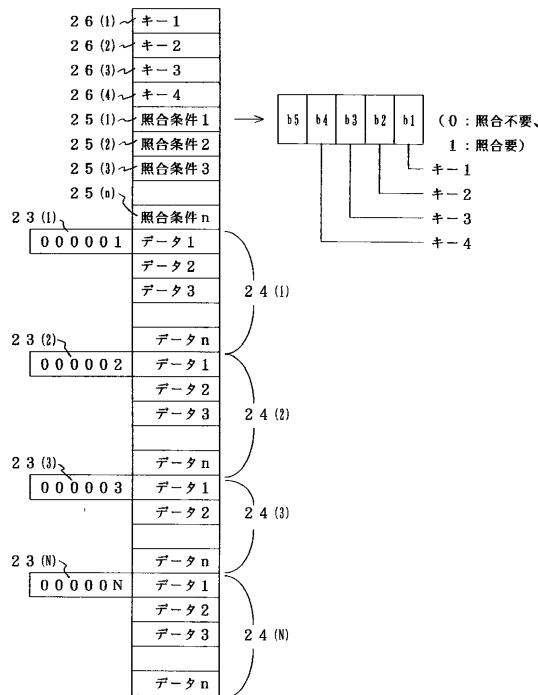 26(1) キー1
26(2) キー2
26(3) キー3
26(4) キー4
25(1) 照合条件1
25(2) 照合条件2
25(3) 照合条件3
25(n)
照合条件n
b5 b4 b3 b2 b1
(0:照合不要、
1:照合要)
キー1
キー2
キー3
キー4
23(1)
000001 データ1
データ2
データ3
24(1)
データn
23(2)
000002 データ1
データ2
データ3
24(2)
データn
23(3)
000003 データ1
データ2
24(3)
データn
23(N)
00000N データ1
データ2
データ3
24(N)
データn